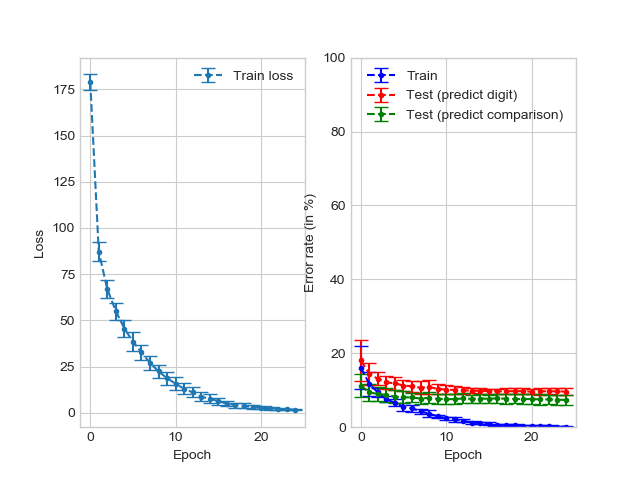 Train loss
175
150
125
100
75
50
25
0
Loss
0
10
20
Epoch
Train
Test (predict digit)
Test (predict comparison)
100
80
60
40
20
0
Error rate (in %)
0
10
20
Epoch